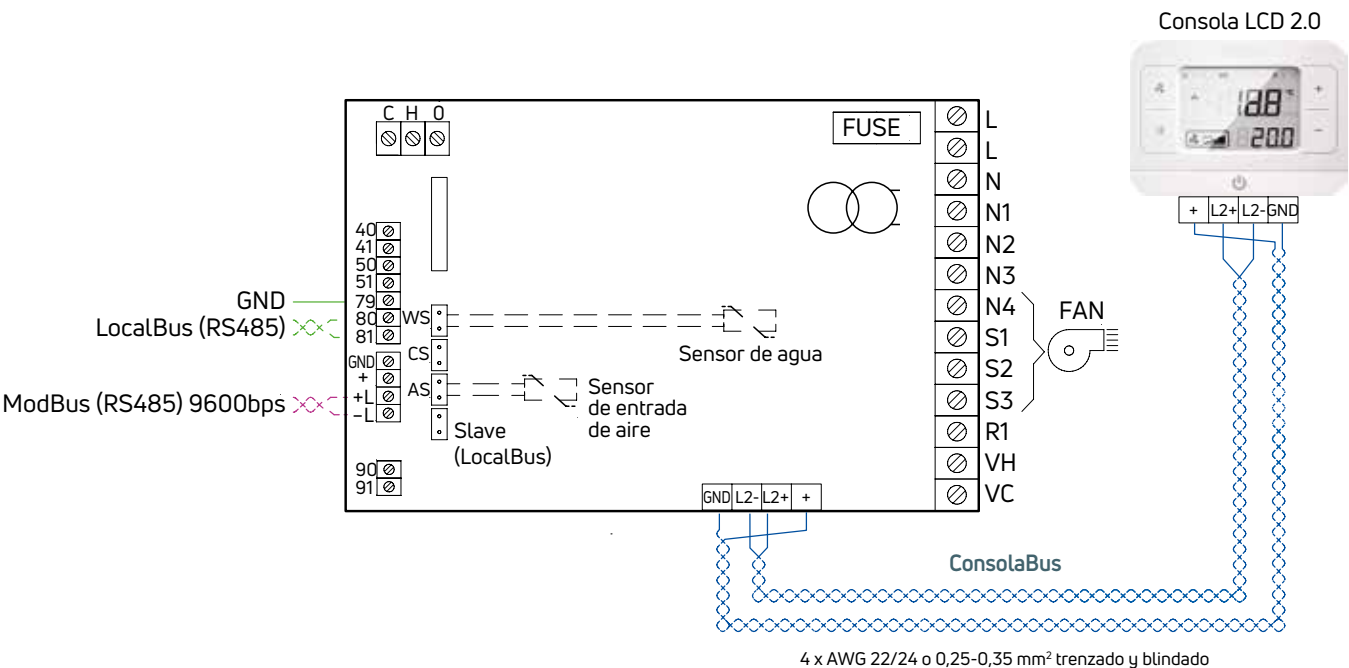 Consola LCD 2.0
18.8 °C
20.0
+
-
+ L2+ L2- GND
C H O
FUSE
L
L
N
N1
N2
N3
N4
S1
S2
S3
R1
VH
VC
FAN
40
41
50
51
79
80
81
GND
+
+L
-L
90
91
GND
LocalBus (RS485)
ModBus (RS485) 9600bps
WS
CS
AS
Sensor de agua
Sensor
de entrada
de aire
Slave
(LocalBus)
GND L2- L2+ +
ConsolaBus
4 x AWG 22/24 o 0,25-0,35 mm² trenzado y blindado